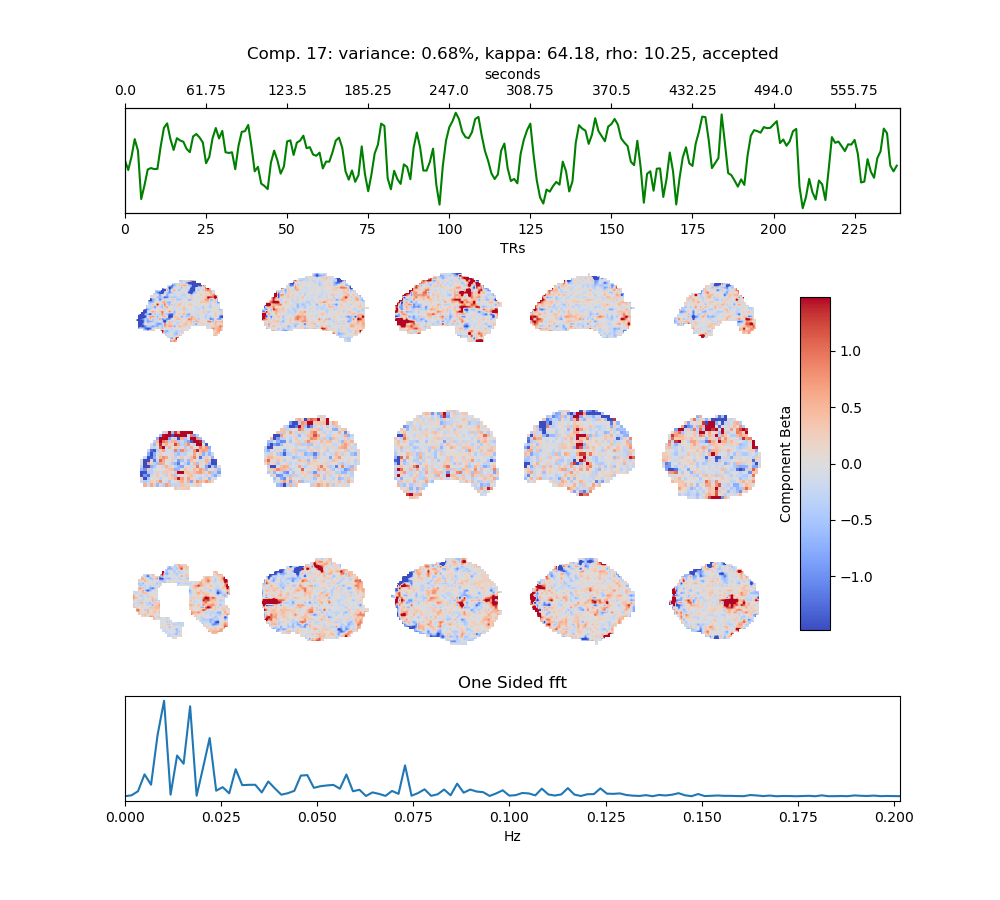 Comp. 17: variance: 0.68%, kappa: 64.18, rho: 10.25, accepted
seconds
0.0 61.75 123.5 185.25 247.0 308.75 370.5 432.25 494.0 555.75
0 25 50 75 100 125 150 175 200 225
TRs
1.0
0.5
0.0
−0.5
−1.0
Component Beta
One Sided fft
0.000 0.025 0.050 0.075 0.100 0.125 0.150 0.175 0.200
Hz